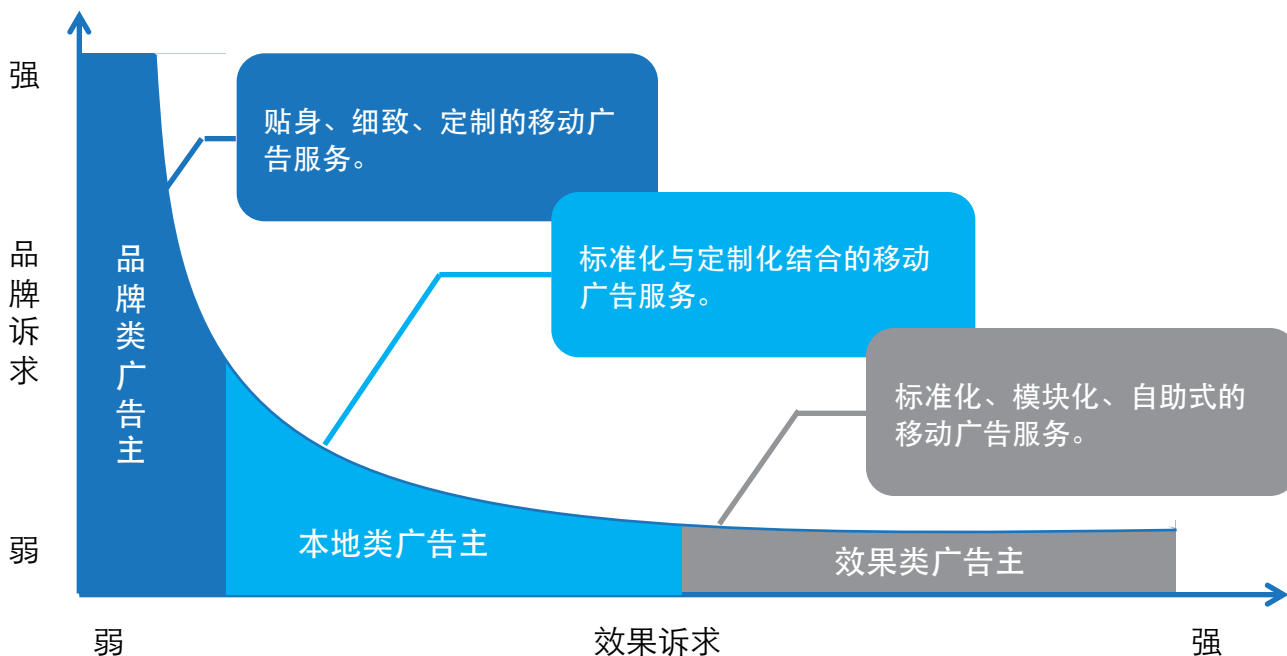 强
贴身、细致、定制的移动广
告服务。
品牌诉求
品牌类广告主
标准化与定制化结合的移动
广告服务。
标准化、模块化、自助式的
移动广告服务。
弱
本地类广告主
效果类广告主
弱
效果诉求
强